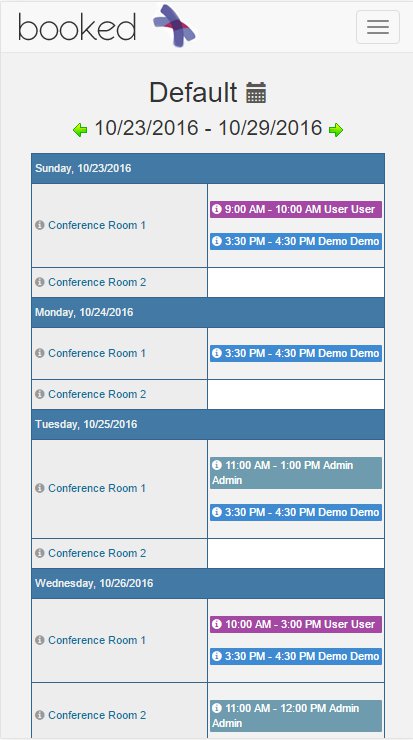 booked
Default
10/23/2016 - 10/29/2016
Sunday, 10/23/2016
Conference Room 1
9:00 AM - 10:00 AM User User
3:30 PM - 4:30 PM Demo Demo
Conference Room 2
Monday, 10/24/2016
Conference Room 1
3:30 PM - 4:30 PM Demo Demo
Conference Room 2
Tuesday, 10/25/2016
Conference Room 1
11:00 AM - 1:00 PM Admin
Admin
3:30 PM - 4:30 PM Demo Demo
Conference Room 2
Wednesday, 10/26/2016
Conference Room 1
10:00 AM - 3:00 PM User User
3:30 PM - 4:30 PM Demo Demo
Conference Room 2
11:00 AM - 12:00 PM Admin
Admin